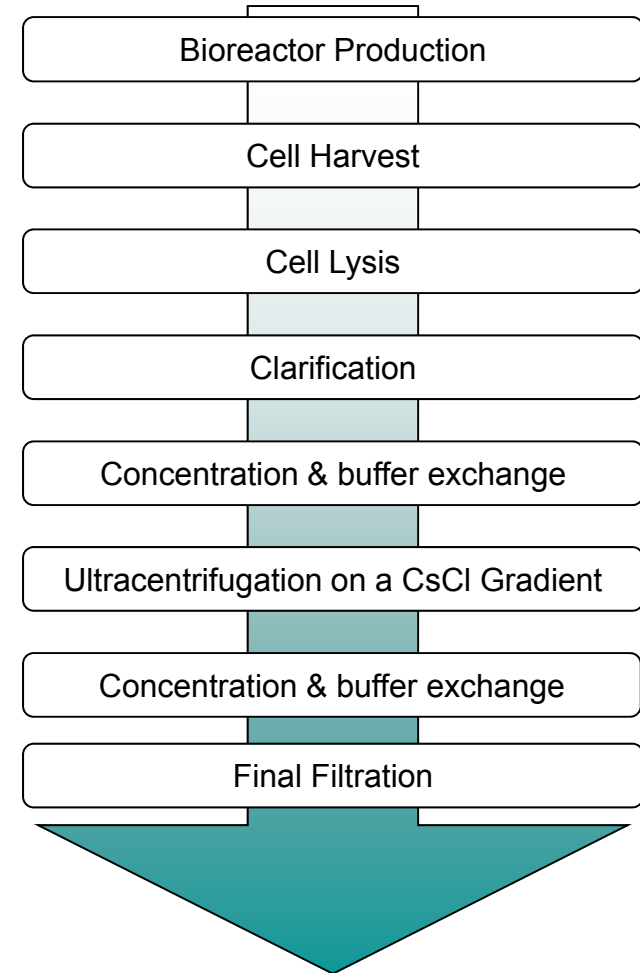 Bioreactor Production
Cell Harvest
Cell Lysis
Clarification
Concentration & buffer exchange
Ultracentrifugation on a CsCl Gradient
Concentration & buffer exchange
Final Filtration